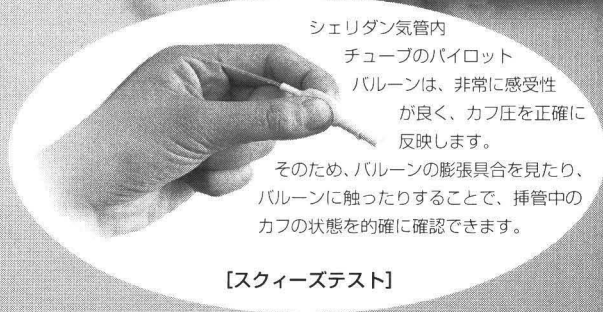 シェリダン気管内
チューブのパイロット
バルーンは、非常に感受性
が良く、カフ圧を正確に
反映します。
そのため、バルーンの膨張具合を見たり、
バルーンに触ったりすることで、挿管中の
カフの状態を的確に確認できます。
[スクィーズテスト]